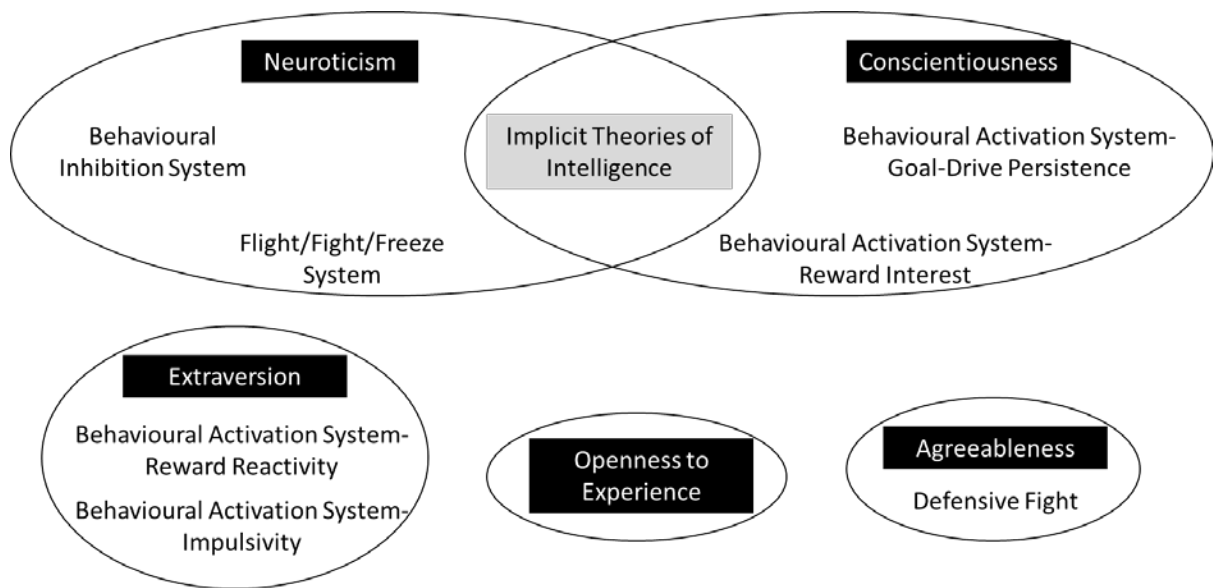 Neuroticism
Behavioural
Inhibition System
Flight/Fight/Freeze
System
Implicit Theories of
Intelligence
Conscientiousness
Behavioural Activation System-
Goal-Drive Persistence
Behavioural Activation System-
Reward Interest
Extraversion
Behavioural Activation System-
Reward Reactivity
Behavioural Activation System-
Impulsivity
Openness to
Experience
Agreeableness
Defensive Fight